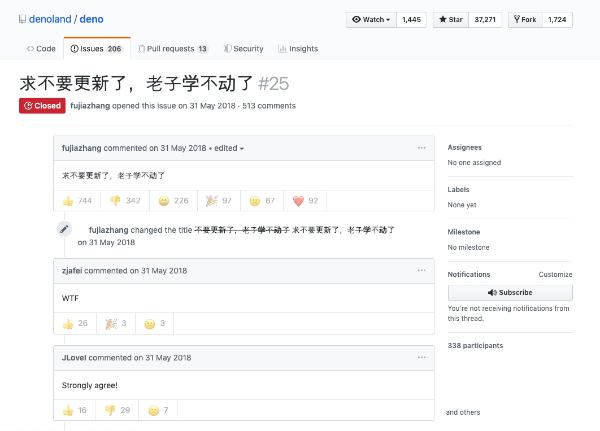 denoland / deno
Watch 1,445 Star 37,271 Fork 1,724
Code Issues 206 Pull requests 13 Security Insights
求不要更新了，老子学不动了 #25
Closed fujiazhang opened this issue on 31 May 2018 · 513 comments
fujiazhang commented on 31 May 2018 • edited
求不要更新了，老子学不动了
744 342 226 97 67 92
fujiazhang changed the title 不要更新了，老子学不动了 求不要更新了，老子学不动了
on 31 May 2018
zjafei commented on 31 May 2018
WTF
26 3 3
JLoveI commented on 31 May 2018
Strongly agree!
16 29 7
Assignees
No one assigned
Labels
None yet
Milestone
No milestone
Notifications Customize
Subscribe
You're not receiving notifications from
this thread.
338 participants
and others